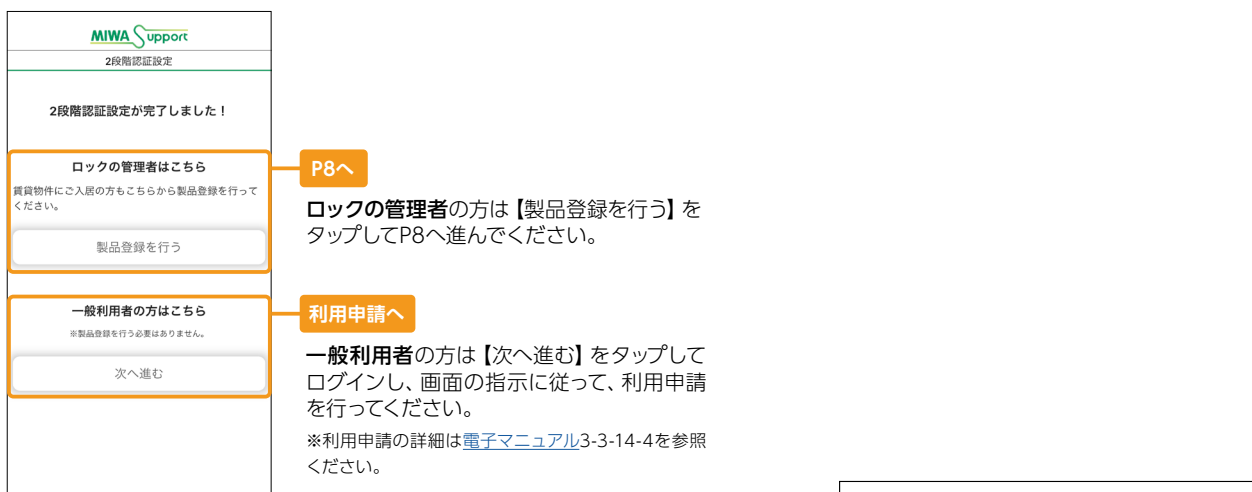 MIWA Support
2段階認証設定
2段階認証設定が完了しました！
ロックの管理者はこちら
賃貸物件にご入居の方もこちらから製品登録を行って
ください。
製品登録を行う
P8へ
ロックの管理者の方は【製品登録を行う】を
タップしてP8へ進んでください。
一般利用者の方はこちら
※製品登録を行う必要はありません。
次へ進む
利用申請へ
一般利用者の方は【次へ進む】をタップして
ログインし、画面の指示に従って、利用申請
を行ってください。
※利用申請の詳細は電子マニュアル3-3-14-4を参照
ください。